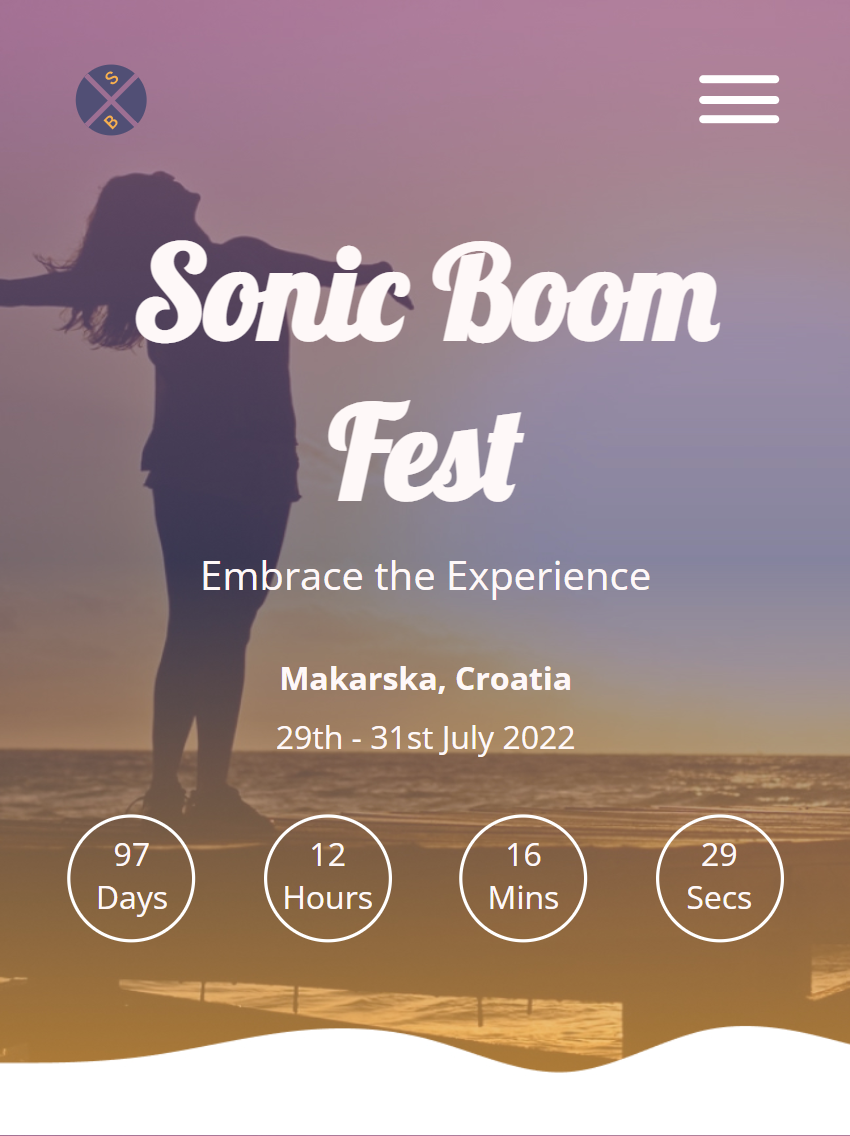 S
B
Sonic Boom
Fest
Embrace the Experience
Makarska, Croatia
29th - 31st July 2022
97 12 16 29
Days Hours Mins Secs